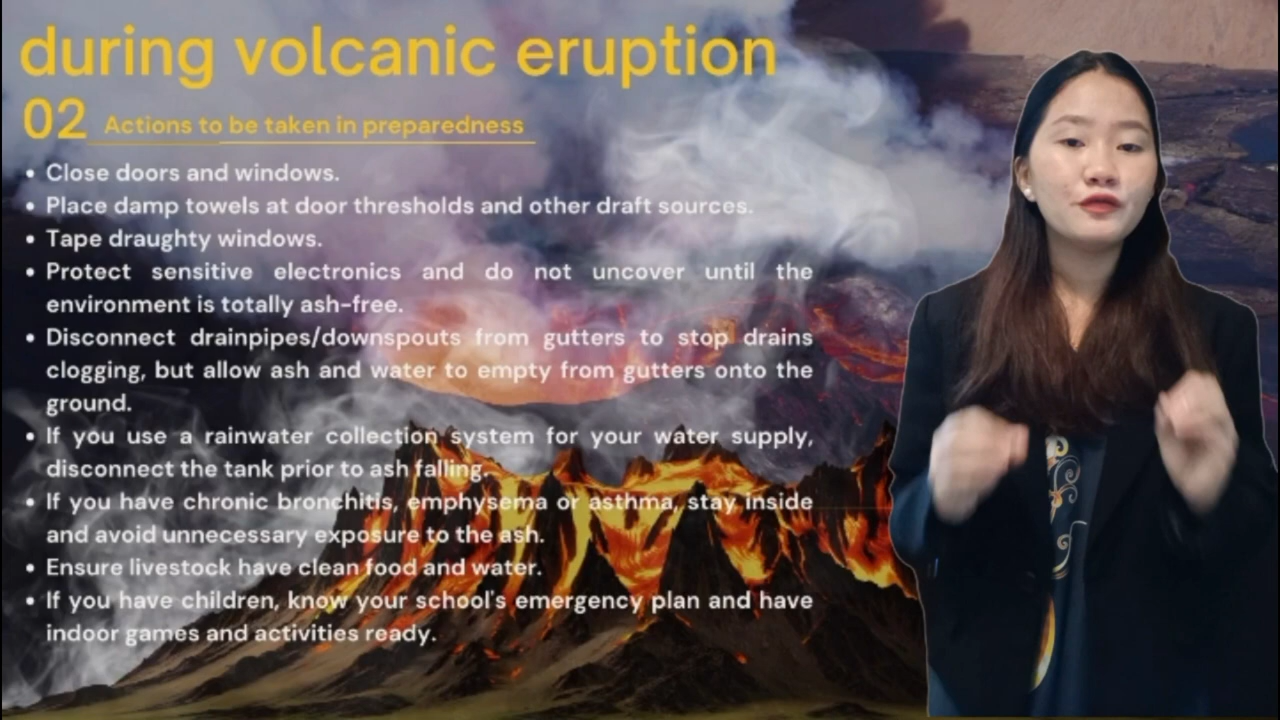 during volcanic eruption
02 Actions to be taken in preparedness
• Close doors and windows.
• Place damp towels at door thresholds and other draft sources.
• Tape draughty windows.
• Protect sensitive electronics and do not uncover until the
environment is totally ash-free.
• Disconnect drainpipes/downspouts from gutters to stop drains
clogging, but allow ash and water to empty from gutters onto the
ground.
• If you use a rainwater collection system for your water supply,
disconnect the tank prior to ash falling.
• If you have chronic bronchitis, emphysema or asthma, stay inside
and avoid unnecessary exposure to the ash.
• Ensure livestock have clean food and water.
• If you have children, know your school's emergency plan and have
indoor games and activities ready.